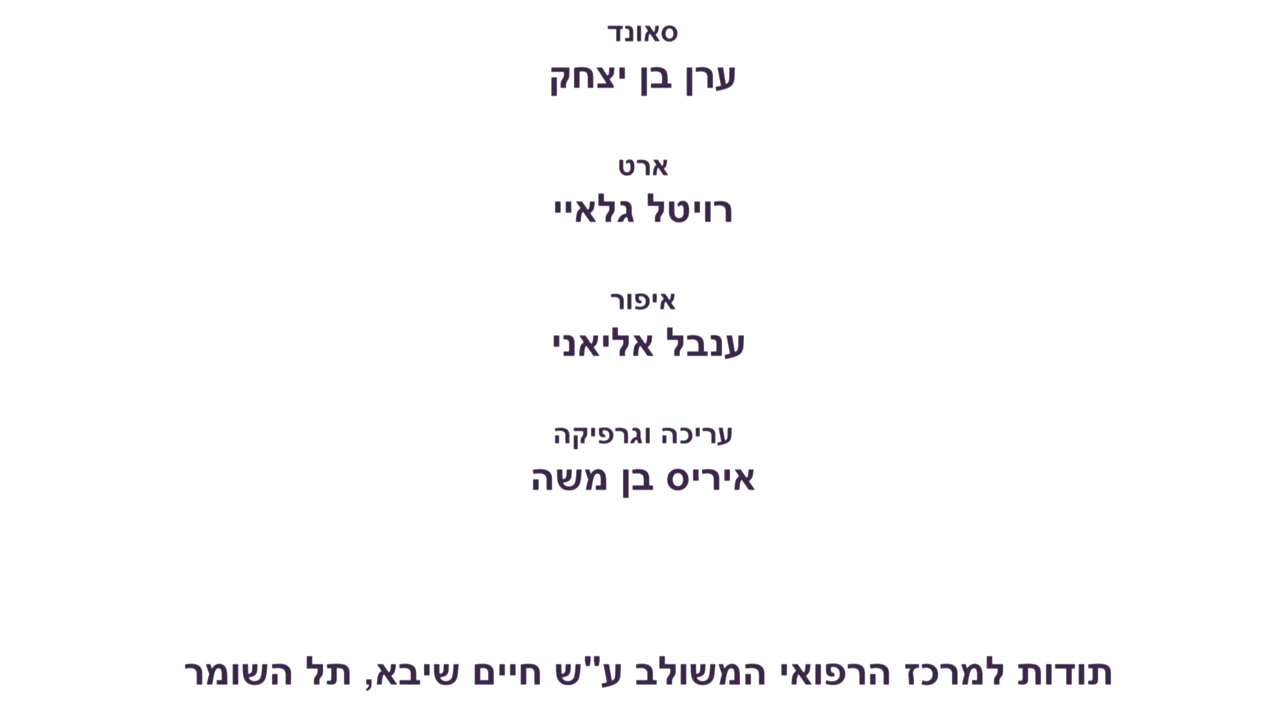 סאונד
ערן בן יצחק
ארט
רויטל גלאיי
איפור
ענבל אליאני
עריכה וגרפיקה
איריס בן משה
תודות למרכז הרפואי המשולב ע"ש חיים שיבא, תל השומר